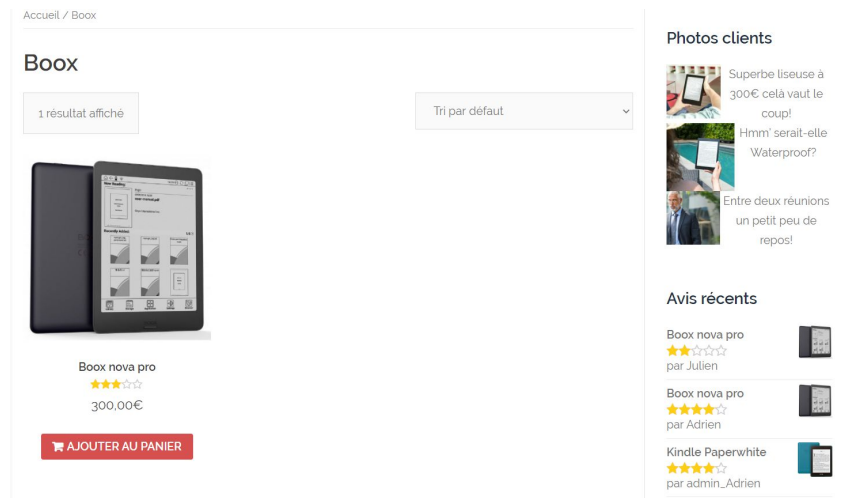 Accueil / Boox
Boox
1 résultat affiché
Tri par défaut
Boox nova pro
300,00€
AJOUTER AU PANIER
Photos clients
Superbe liseuse à
300€ celà vaut le
coup!
Hmm' serait-elle
Waterproof?
Entre deux réunions
un petit peu de
repos!
Avis récents
Boox nova pro
par Julien
Boox nova pro
par Adrien
Kindle Paperwhite
par admin_Adrien